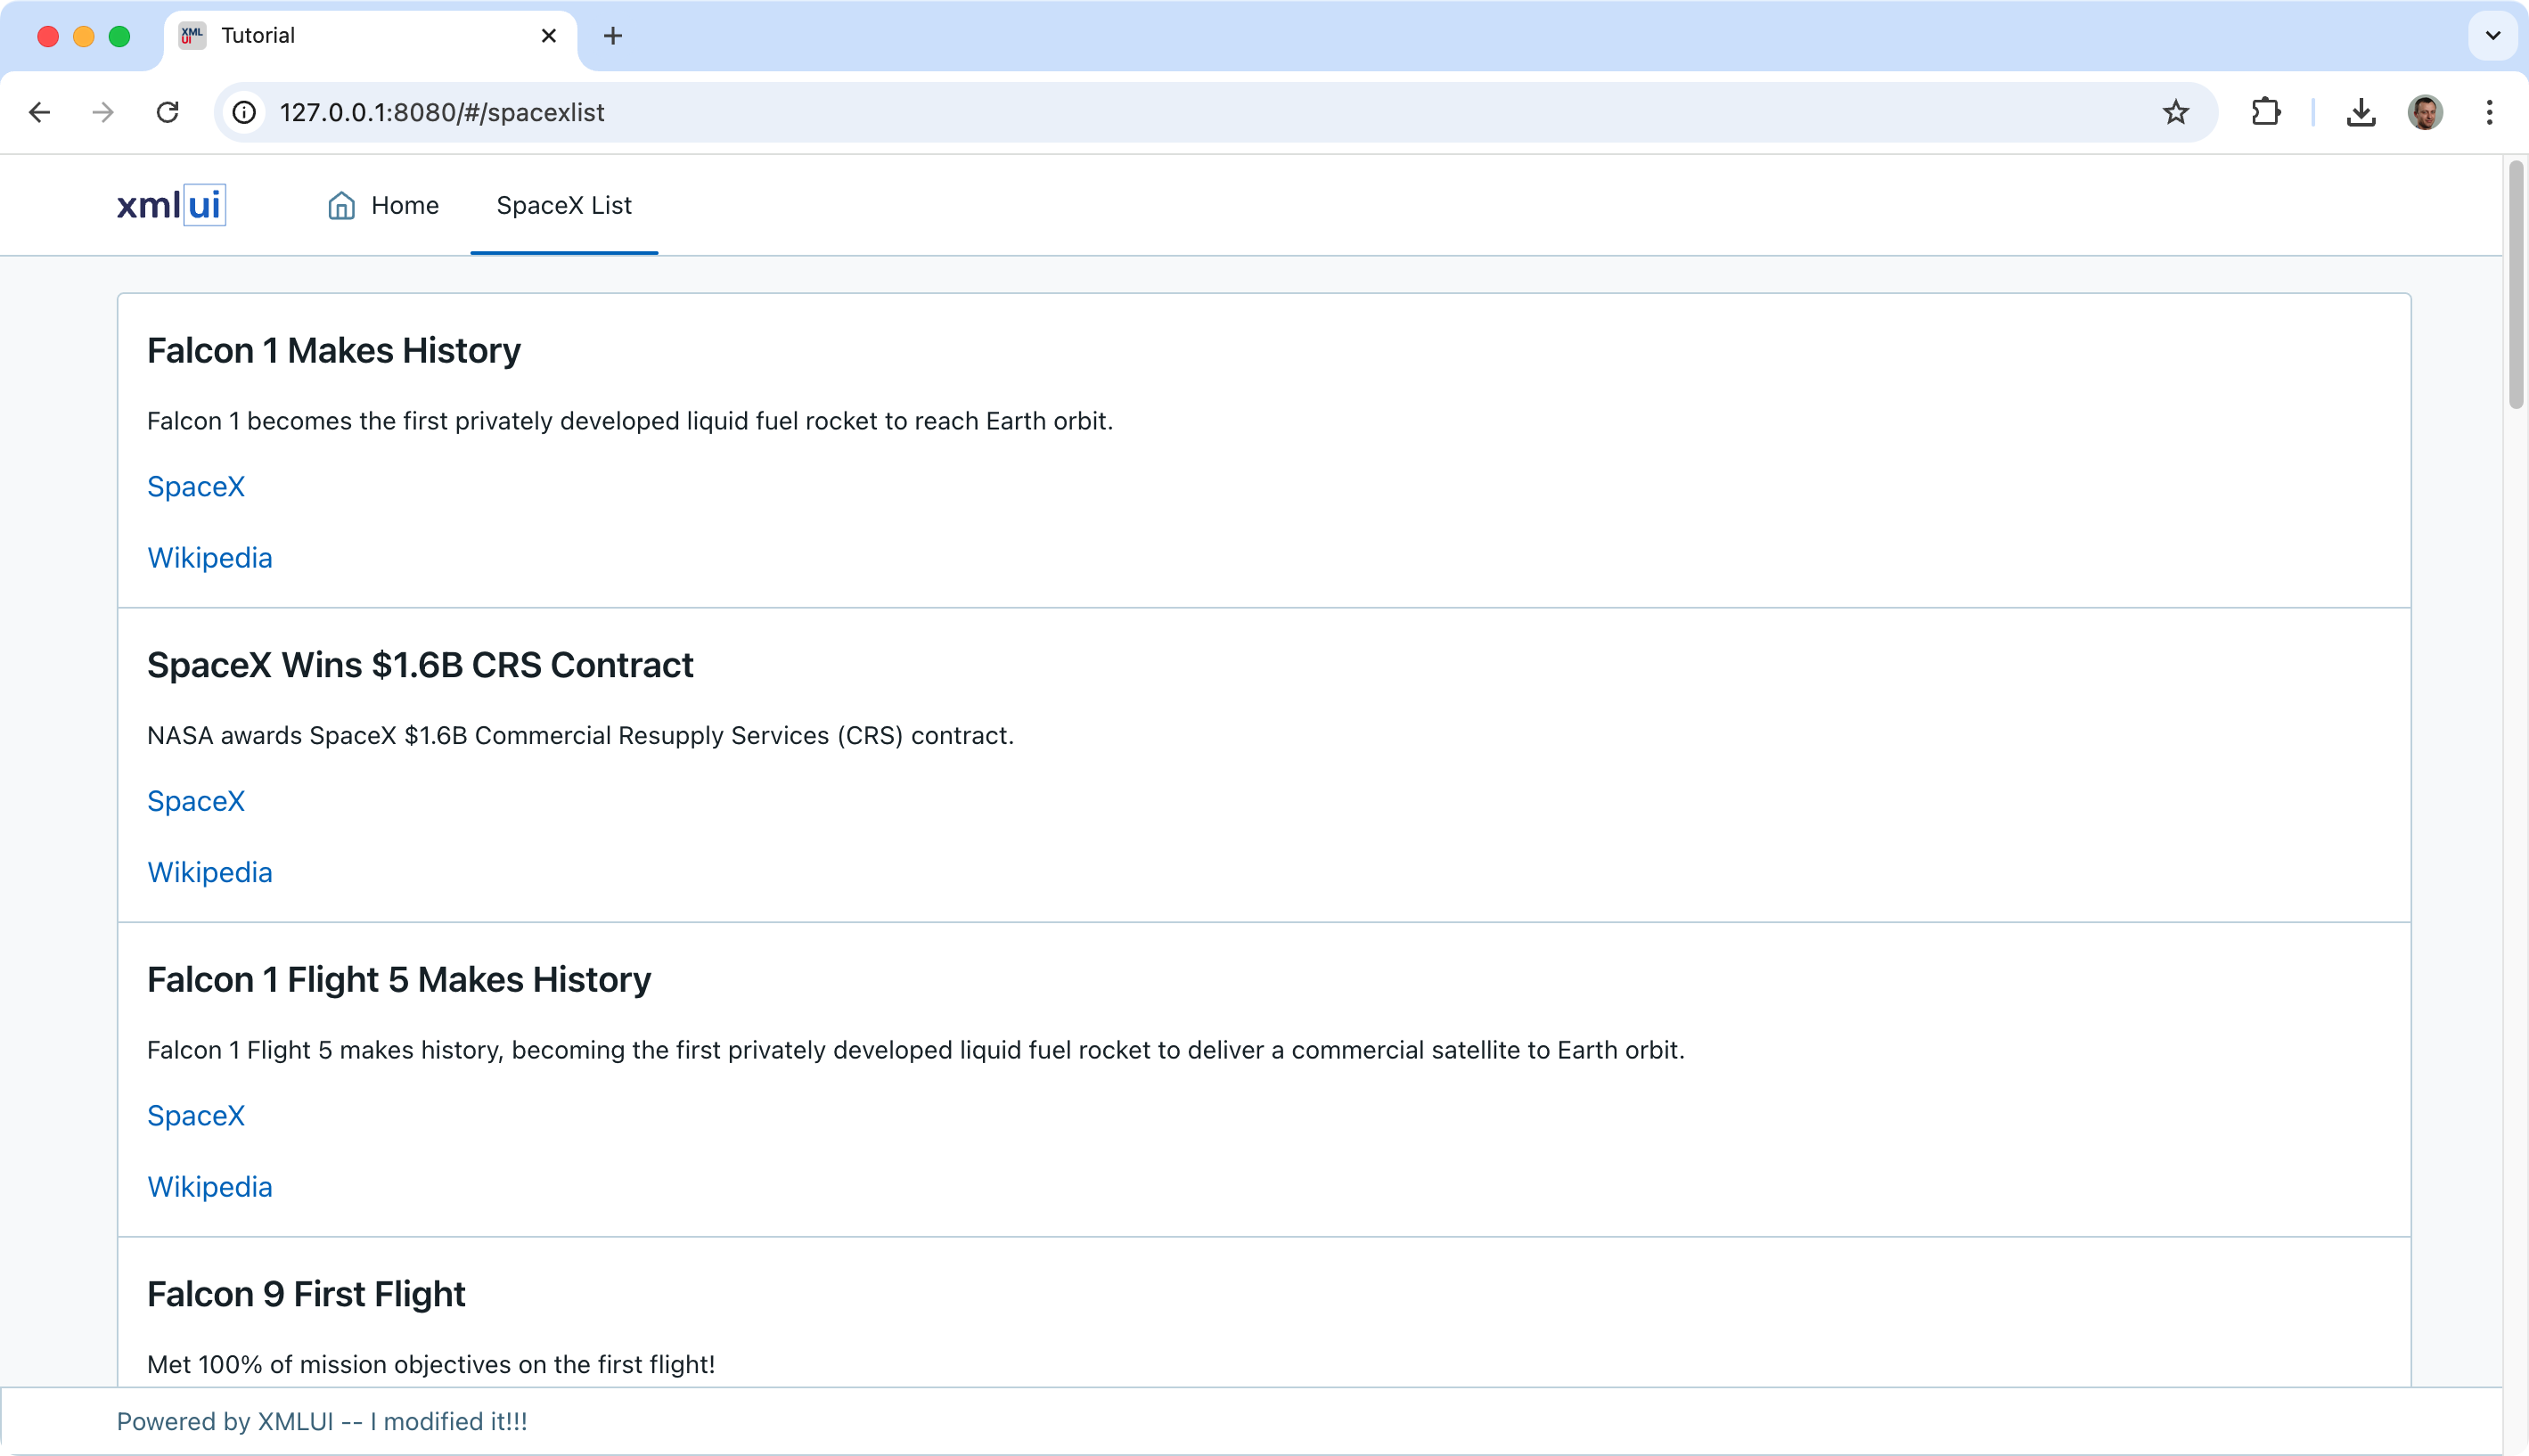 XML
UI
Tutorial
127.0.0.1:8080/#/spacexlist
xmlui
Home
SpaceX List
Falcon 1 Makes History
Falcon 1 becomes the first privately developed liquid fuel rocket to reach Earth orbit.
SpaceX
Wikipedia
SpaceX Wins $1.6B CRS Contract
NASA awards SpaceX $1.6B Commercial Resupply Services (CRS) contract.
SpaceX
Wikipedia
Falcon 1 Flight 5 Makes History
Falcon 1 Flight 5 makes history, becoming the first privately developed liquid fuel rocket to deliver a commercial satellite to Earth orbit.
SpaceX
Wikipedia
Falcon 9 First Flight
Met 100% of mission objectives on the first flight!
Powered by XMLUI -- I modified it!!!